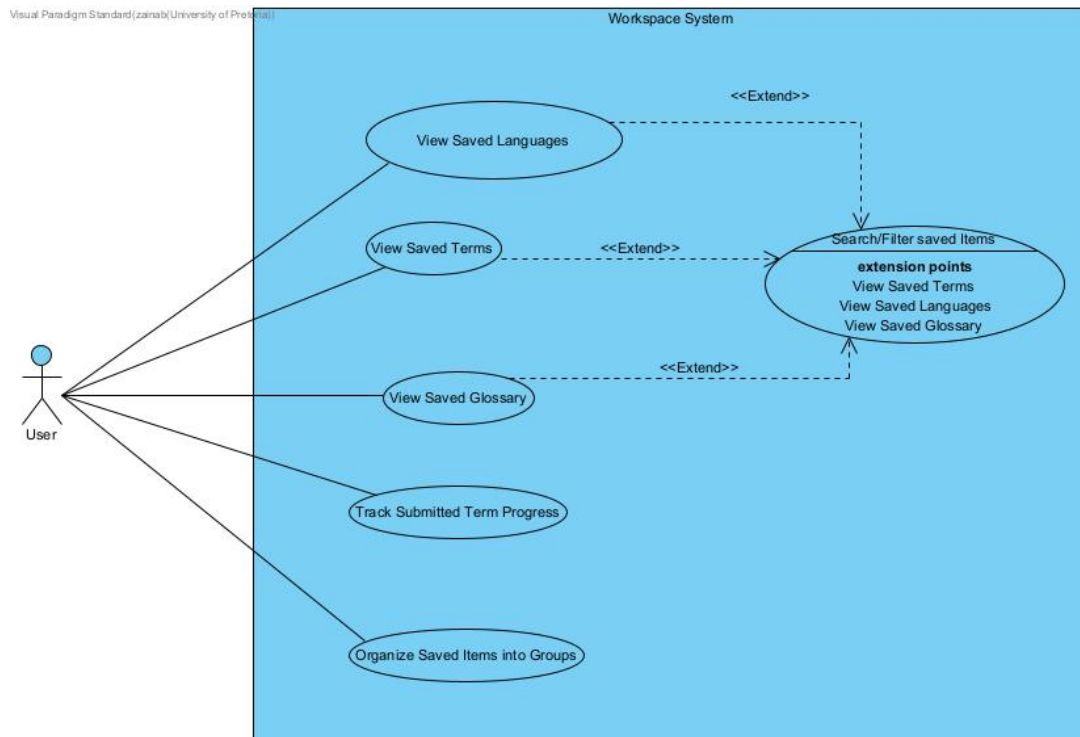 Visual Paradigm Standard(zainab(University of Pretoria))
Workspace System
<<Extend>>
View Saved Languages
View Saved Terms
<<Extend>>
Search/Filter saved Items
extension points
View Saved Terms
View Saved Languages
View Saved Glossary
<<Extend>>
View Saved Glossary
User
Track Submitted Term Progress
Organize Saved Items into Groups